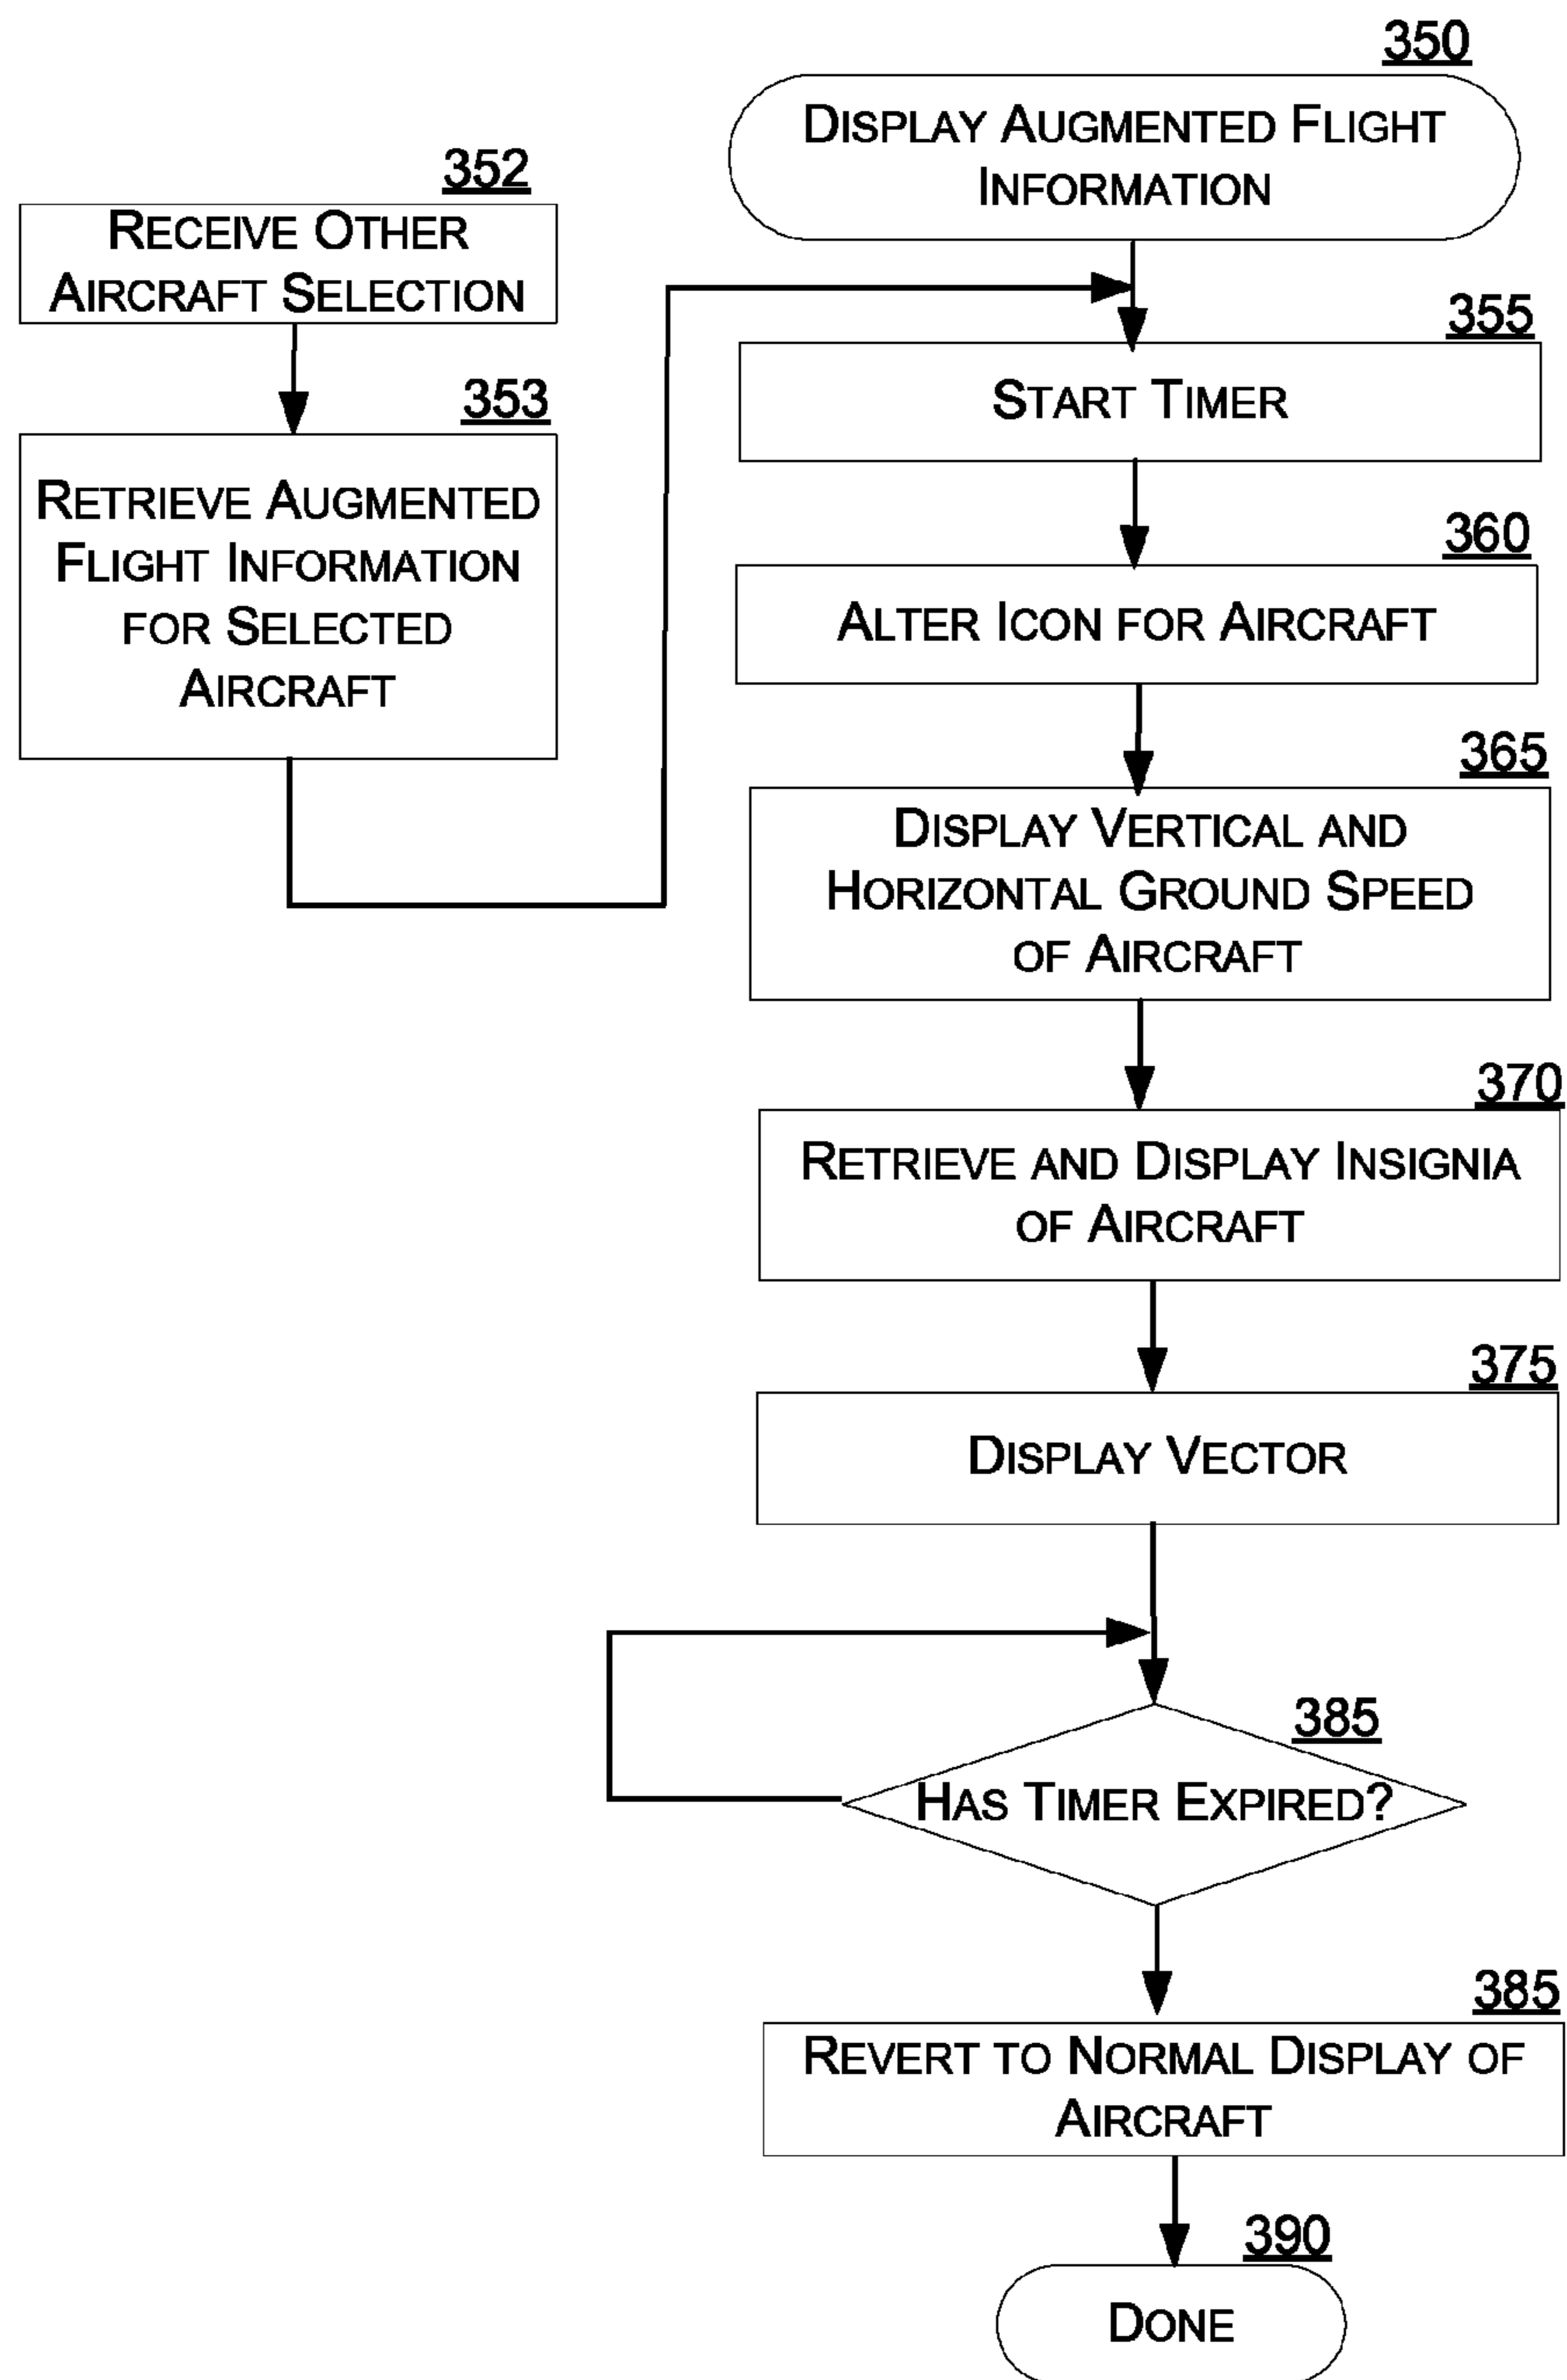 350
DISPLAY AUGMENTED FLIGHT
INFORMATION
352
RECEIVE OTHER
AIRCRAFT SELECTION
353
RETRIEVE AUGMENTED
FLIGHT INFORMATION
FOR SELECTED
AIRCRAFT
355
START TIMER
360
ALTER ICON FOR AIRCRAFT
365
DISPLAY VERTICAL AND
HORIZONTAL GROUND SPEED
OF AIRCRAFT
370
RETRIEVE AND DISPLAY INSIGNIA
OF AIRCRAFT
375
DISPLAY VECTOR
385
HAS TIMER EXPIRED?
385
REVERT TO NORMAL DISPLAY OF
AIRCRAFT
390
DONE